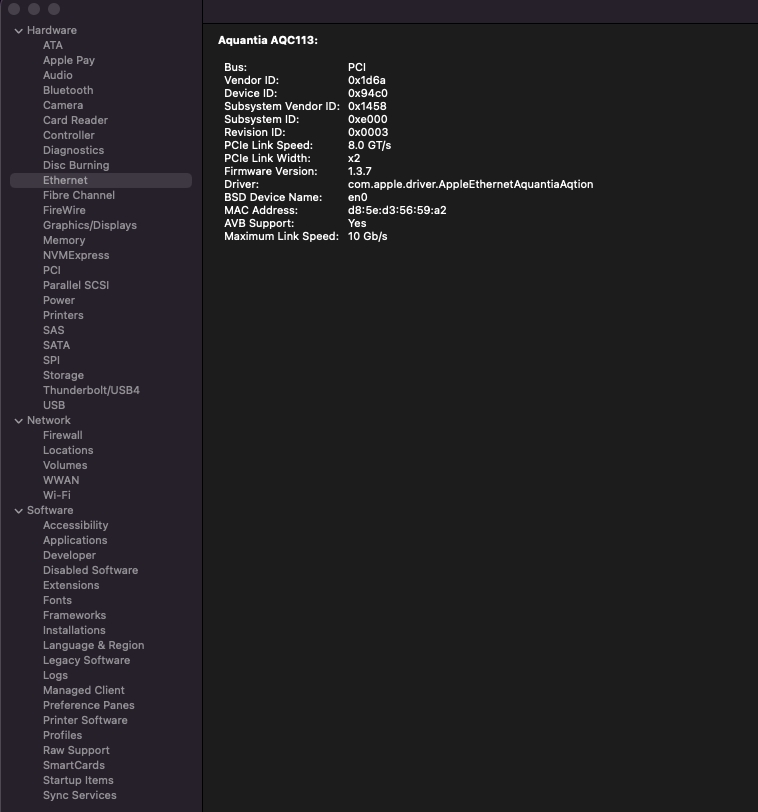 Hardware
ATA
Apple Pay
Audio
Bluetooth
Camera
Card Reader
Controller
Diagnostics
Disc Burning
Ethernet
Fibre Channel
FireWire
Graphics/Displays
Memory
NVMExpress
PCI
Parallel SCSI
Power
Printers
SAS
SATA
SPI
Storage
Thunderbolt/USB4
USB
Network
Firewall
Locations
Volumes
WWAN
Wi-Fi
Software
Accessibility
Applications
Developer
Disabled Software
Extensions
Fonts
Frameworks
Installations
Language & Region
Legacy Software
Logs
Managed Client
Preference Panes
Printer Software
Profiles
Raw Support
SmartCards
Startup Items
Sync Services
Aquantia AQC113:
Bus: PCI
Vendor ID: 0x1d6a
Device ID: 0x94c0
Subsystem Vendor ID: 0x1458
Subsystem ID: 0xe000
Revision ID: 0x0003
PCIe Link Speed: 8.0 GT/s
PCIe Link Width: x2
Firmware Version: 1.3.7
Driver: com.apple.driver.AppleEthernetAquantiaAqtion
BSD Device Name: en0
MAC Address: d8:5e:d3:56:59:a2
AVB Support: Yes
Maximum Link Speed: 10 Gb/s